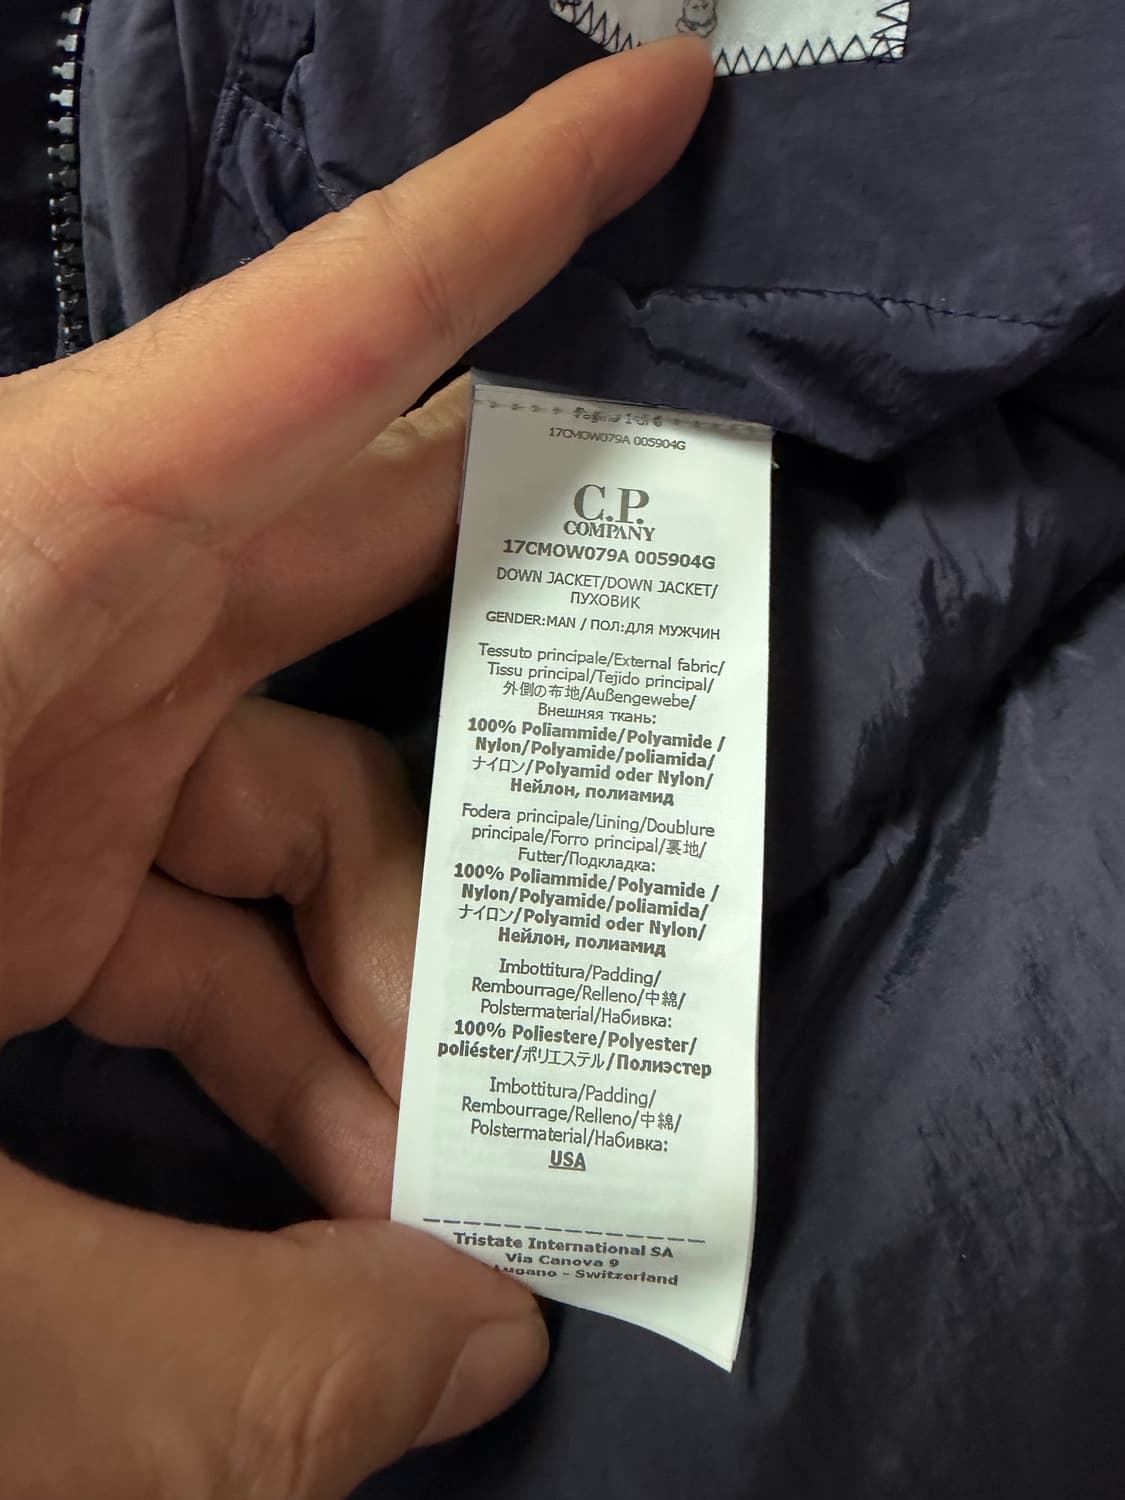 Pagina 1 di 6
17CMOW079A 005904G
C.P.
COMPANY
17CMOW079A 005904G
DOWN JACKET/DOWN JACKET/
ПУХОВИК
GENDER:MAN / ПОЛ:ДЛЯ МУЖЧИН
Tessuto principale/External fabric/
Tissu principal/Tejido principal/
外側の布地/Außengewebe/
Внешняя ткань:
100% Poliammide/Polyamide /
Nylon/Polyamide/poliamida/
ナイロン/Polyamid oder Nylon/
Нейлон, полиамид
Fodera principale/Lining/Doublure
principale/Forro principal/裏地/
Futter/Подкладка:
100% Poliammide/Polyamide /
Nylon/Polyamide/poliamida/
ナイロン/Polyamid oder Nylon/
Нейлон, полиамид
Imbottitura/Padding/
Rembourrage/Relleno/中綿/
Polstermaterial/Набивка:
100% Poliestere/Polyester/
poliéster/ポリエステル/Полиэстер
Imbottitura/Padding/
Rembourrage/Relleno/中綿/
Polstermaterial/Набивка:
USA
Tristate International SA
Via Canova 9
Lugano - Switzerland